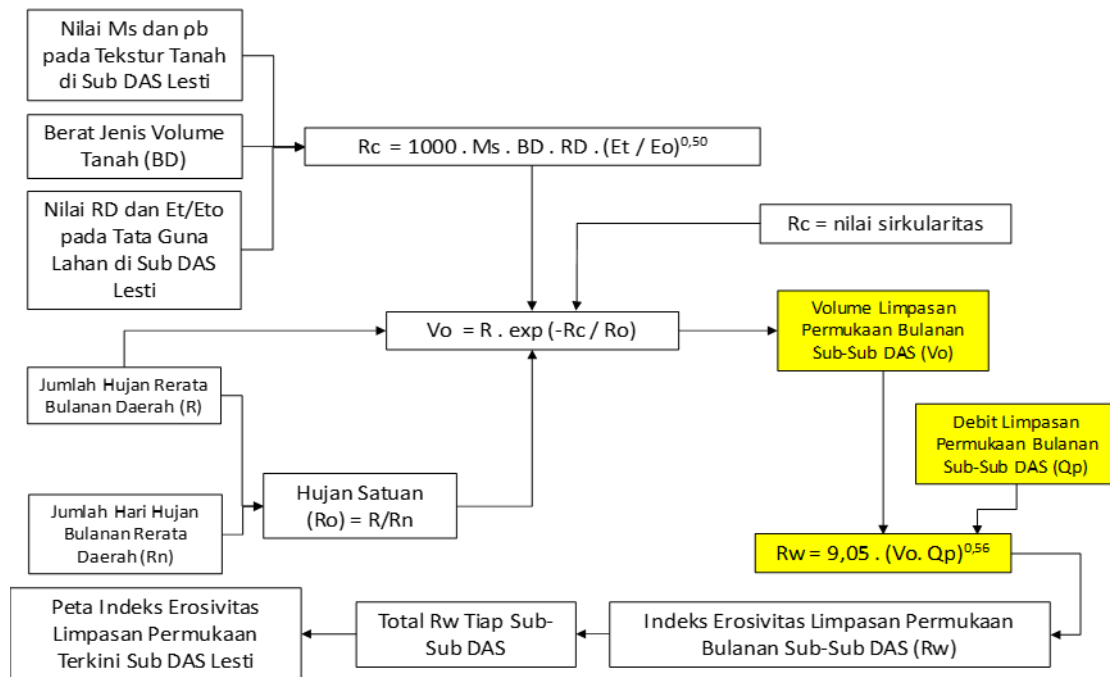 Nilai Ms dan ρb
pada Tekstur Tanah
di Sub DAS Lesti
Berat Jenis Volume
Tanah (BD)
Rc = 1000 . Ms . BD . RD . (Et / Eo)^0,50
Nilai RD dan Et/Eto
pada Tata Guna
Lahan di Sub DAS
Lesti
Rc = nilai sirkularitas
Vo = R . exp (-Rc / Ro)
Volume Limpasan
Permukaan Bulanan
Sub-Sub DAS (Vo)
Jumlah Hujan Rerata
Bulanan Daerah (R)
Debit Limpasan
Permukaan Bulanan
Sub-Sub DAS (Qp)
Hujan Satuan
(Ro) = R/Rn
Jumlah Hari Hujan
Bulanan Rerata
Daerah (Rn)
Rw = 9,05 . (Vo. Qp)^0,56
Peta Indeks Erosivitas
Limpasan Permukaan
Terkini Sub DAS Lesti
Total Rw Tiap Sub-
Sub DAS
Indeks Erosivitas Limpasan Permukaan
Bulanan Sub-Sub DAS (Rw)